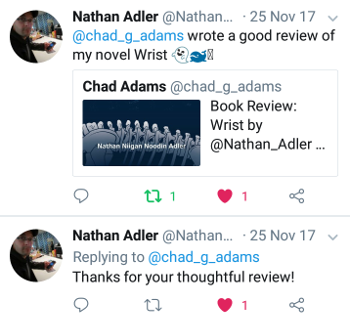 Nathan Adler @Nathan... · 25 Nov 17
@chad_g_adams wrote a good review of
my novel Wrist 👻🐋
Chad Adams @chad_g_adams
Book Review:
Wrist by
@Nathan_Adler ...
Nathan Niigan Noodin Adler
1 1
Nathan Adler @Nathan... · 25 Nov 17
Replying to @chad_g_adams
Thanks for your thoughtful review!
1